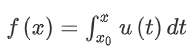 f (x) = ∫_{x_0}^{x} u (t) dt